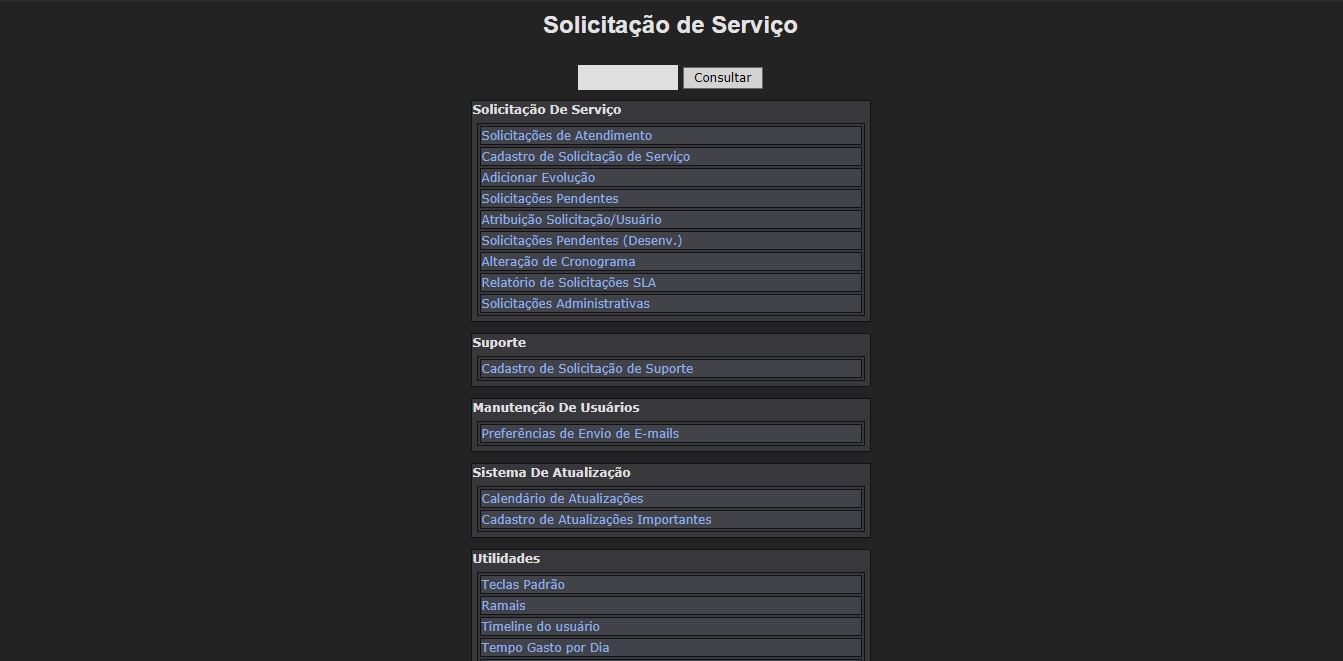 Solicitação de Serviço
Consultar
Solicitação De Serviço
Solicitações de Atendimento
Cadastro de Solicitação de Serviço
Adicionar Evolução
Solicitações Pendentes
Atribuição Solicitação/Usuário
Solicitações Pendentes (Desenv.)
Alteração de Cronograma
Relatório de Solicitações SLA
Solicitações Administrativas
Suporte
Cadastro de Solicitação de Suporte
Manutenção De Usuários
Preferências de Envio de E-mails
Sistema De Atualização
Calendário de Atualizações
Cadastro de Atualizações Importantes
Utilidades
Teclas Padrão
Ramais
Timeline do usuário
Tempo Gasto por Dia